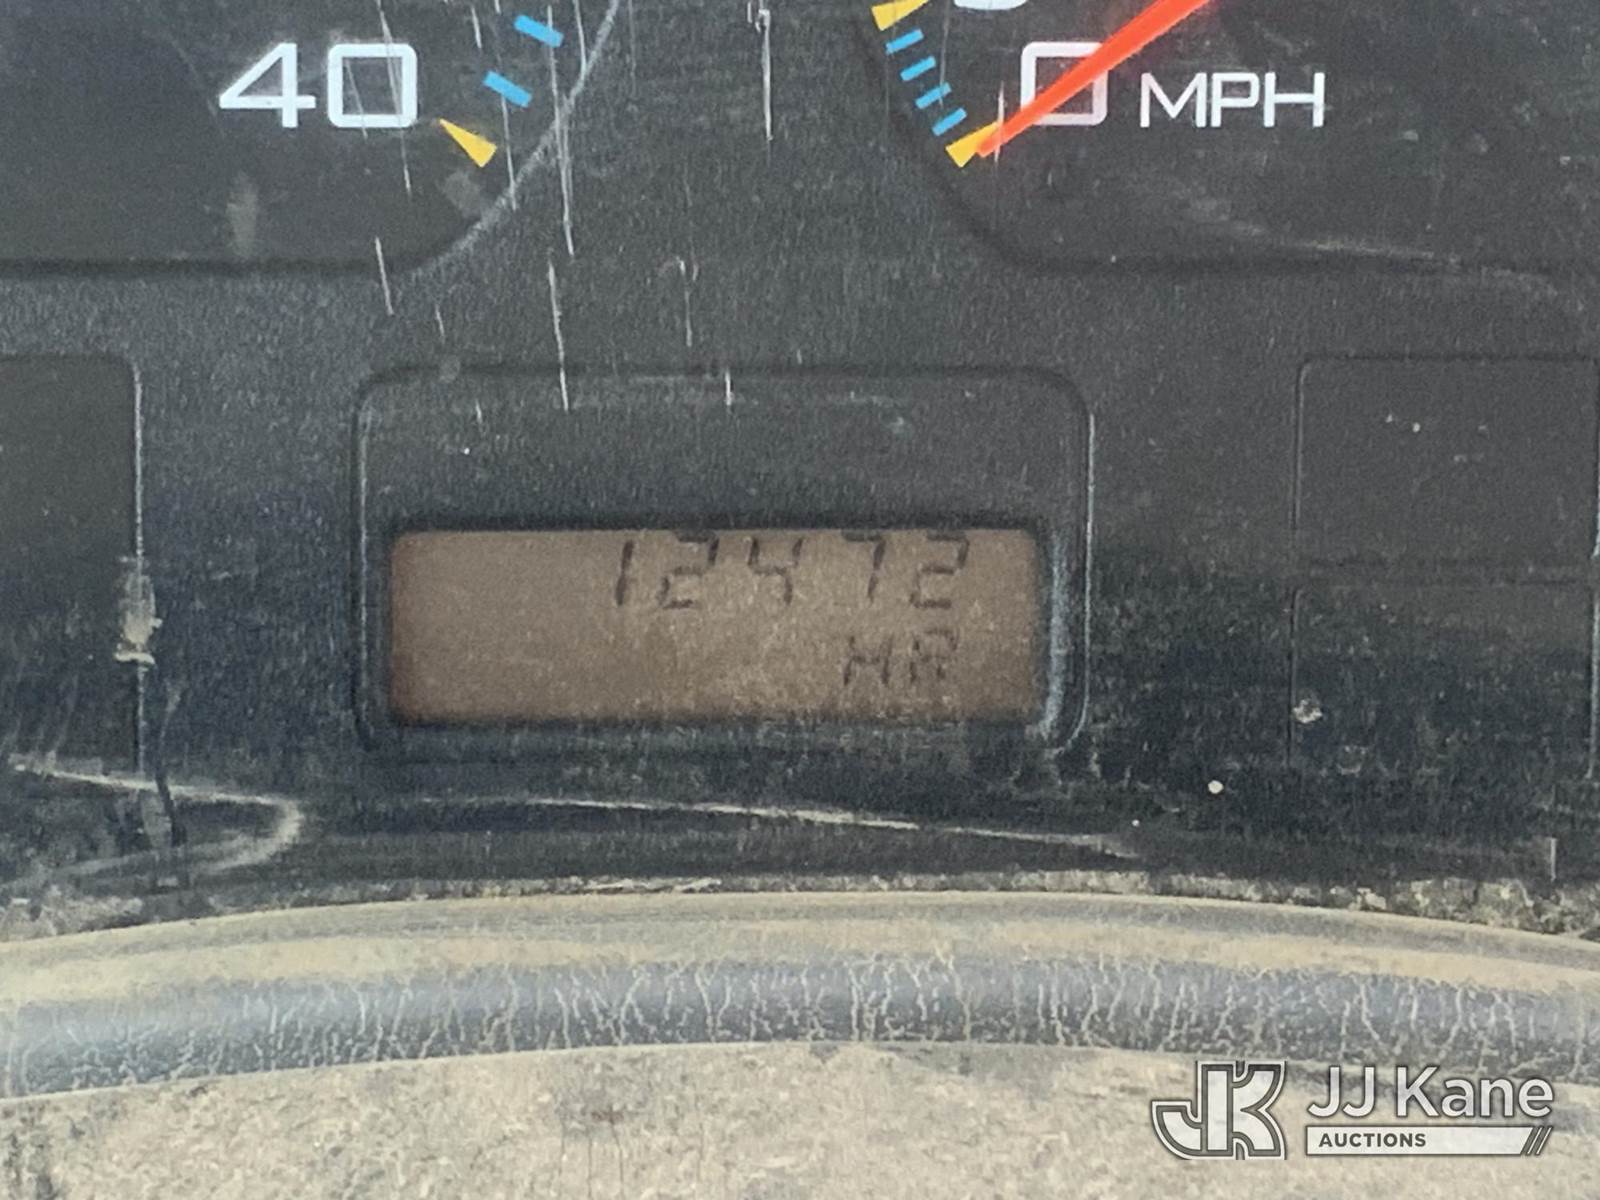 40
0 MPH
12472
HR
JJ Kane
AUCTIONS